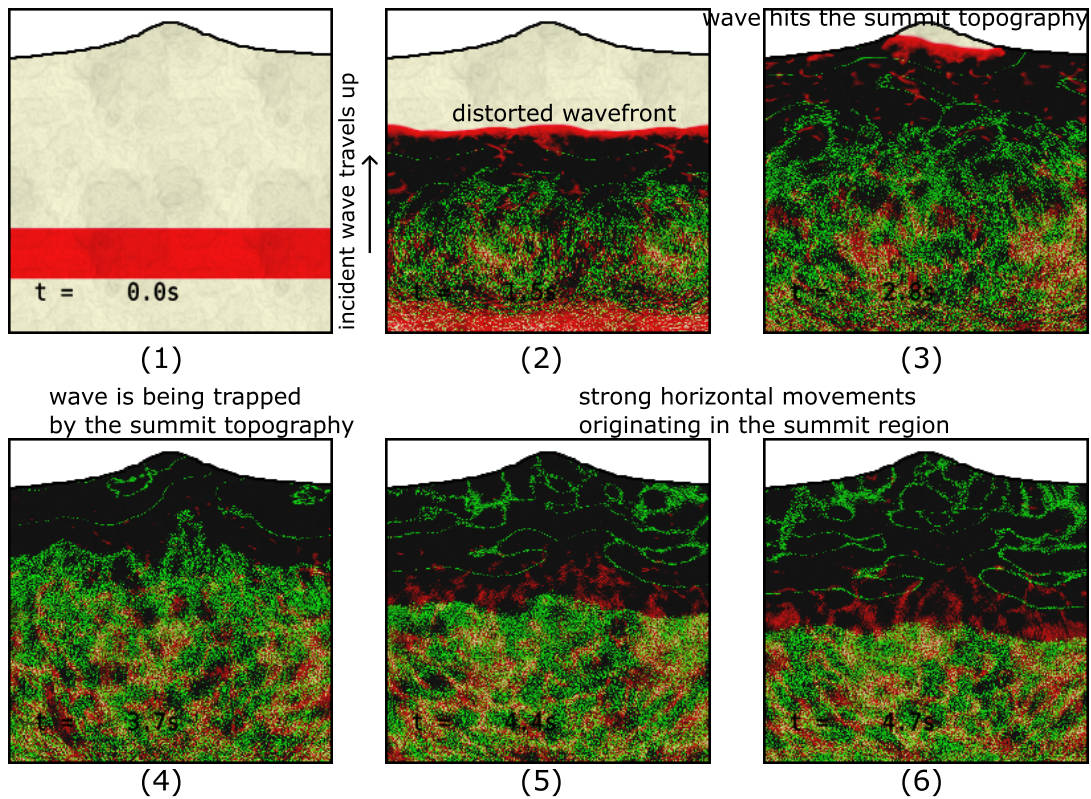 wave hits the summit topography
distorted wavefront
incident wave travels up
t = 0.0s
t = 1.5s
t = 2.8s
(1)
(2)
(3)
wave is being trapped
by the summit topography
strong horizontal movements
originating in the summit region
t = 3.7s
t = 4.4s
t = 4.7s
(4)
(5)
(6)